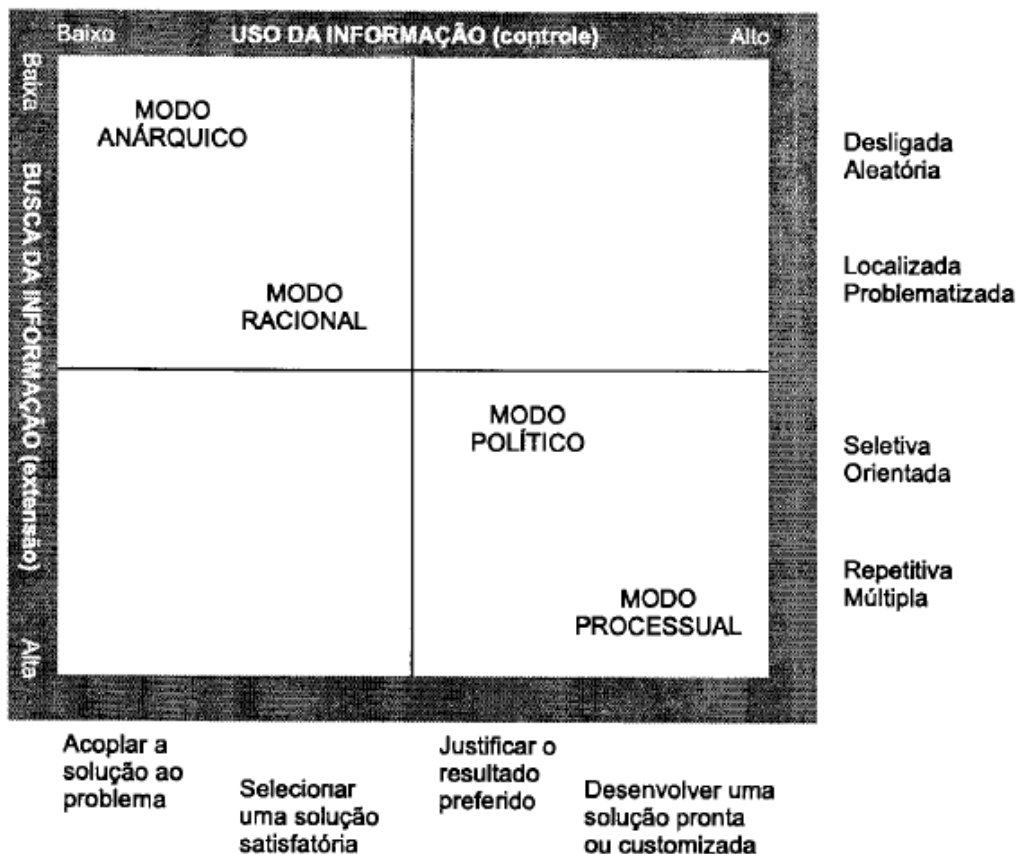 Baixo USO DA INFORMAÇÃO (controle) Alto
Baixa
BUSCA DA INFORMAÇÃO (extensão)
Alta
MODO
ANÁRQUICO
MODO
RACIONAL
MODO
POLÍTICO
MODO
PROCESSUAL
Desligada
Aleatória
Localizada
Problematizada
Seletiva
Orientada
Repetitiva
Múltipla
Acoplar a
solução ao
problema
Selecionar
uma solução
satisfatória
Justificar o
resultado
preferido
Desenvolver uma
solução pronta
ou customizada